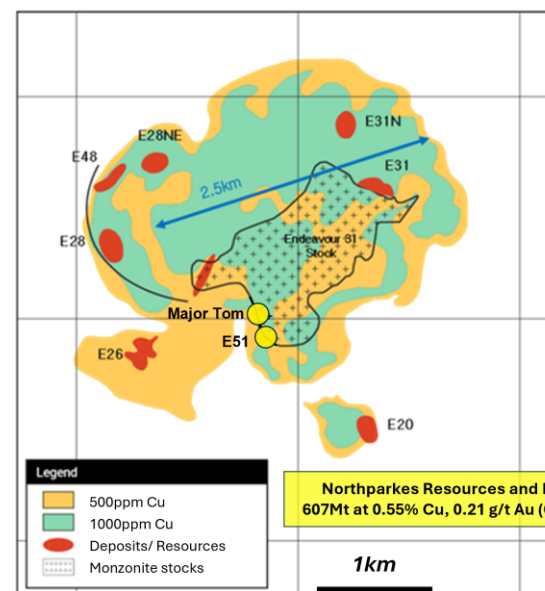 E31N
E28NE
E48
E31
2.5km
E28
Endeavour 31
Stock
Major Tom
E51
E26
E20
Legend
500ppm Cu
1000ppm Cu
Deposits/ Resources
Monzonite stocks
Northparkes Resources and
607Mt at 0.55% Cu, 0.21 g/t Au
1km